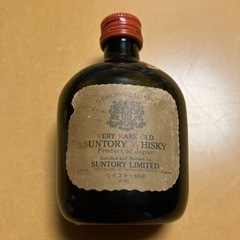 VERY RARE OLD
SUNTORY WHISKY
Product of Japan
Distilled and Bottled by
SUNTORY LIMITED
ウイスキー特級